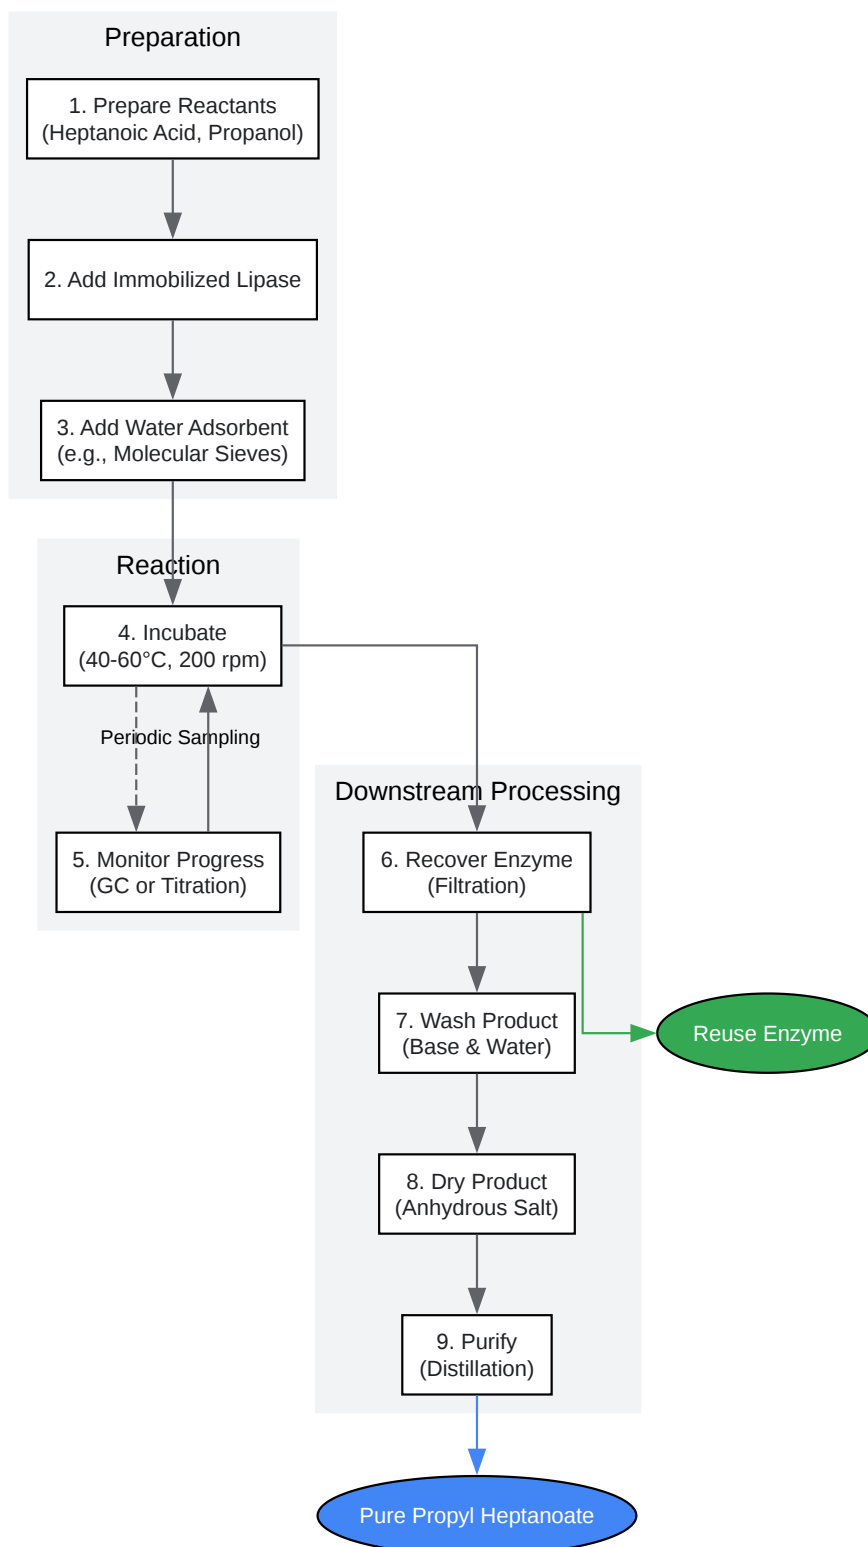 Preparation
1. Prepare Reactants
(Heptanoic Acid, Propanol)
2. Add Immobilized Lipase
3. Add Water Adsorbent
(e.g., Molecular Sieves)
Reaction
4. Incubate
(40-60°C, 200 rpm)
Periodic Sampling
5. Monitor Progress
(GC or Titration)
Downstream Processing
6. Recover Enzyme
(Filtration)
7. Wash Product
(Base & Water)
Reuse Enzyme
8. Dry Product
(Anhydrous Salt)
9. Purify
(Distillation)
Pure Propyl Heptanoate